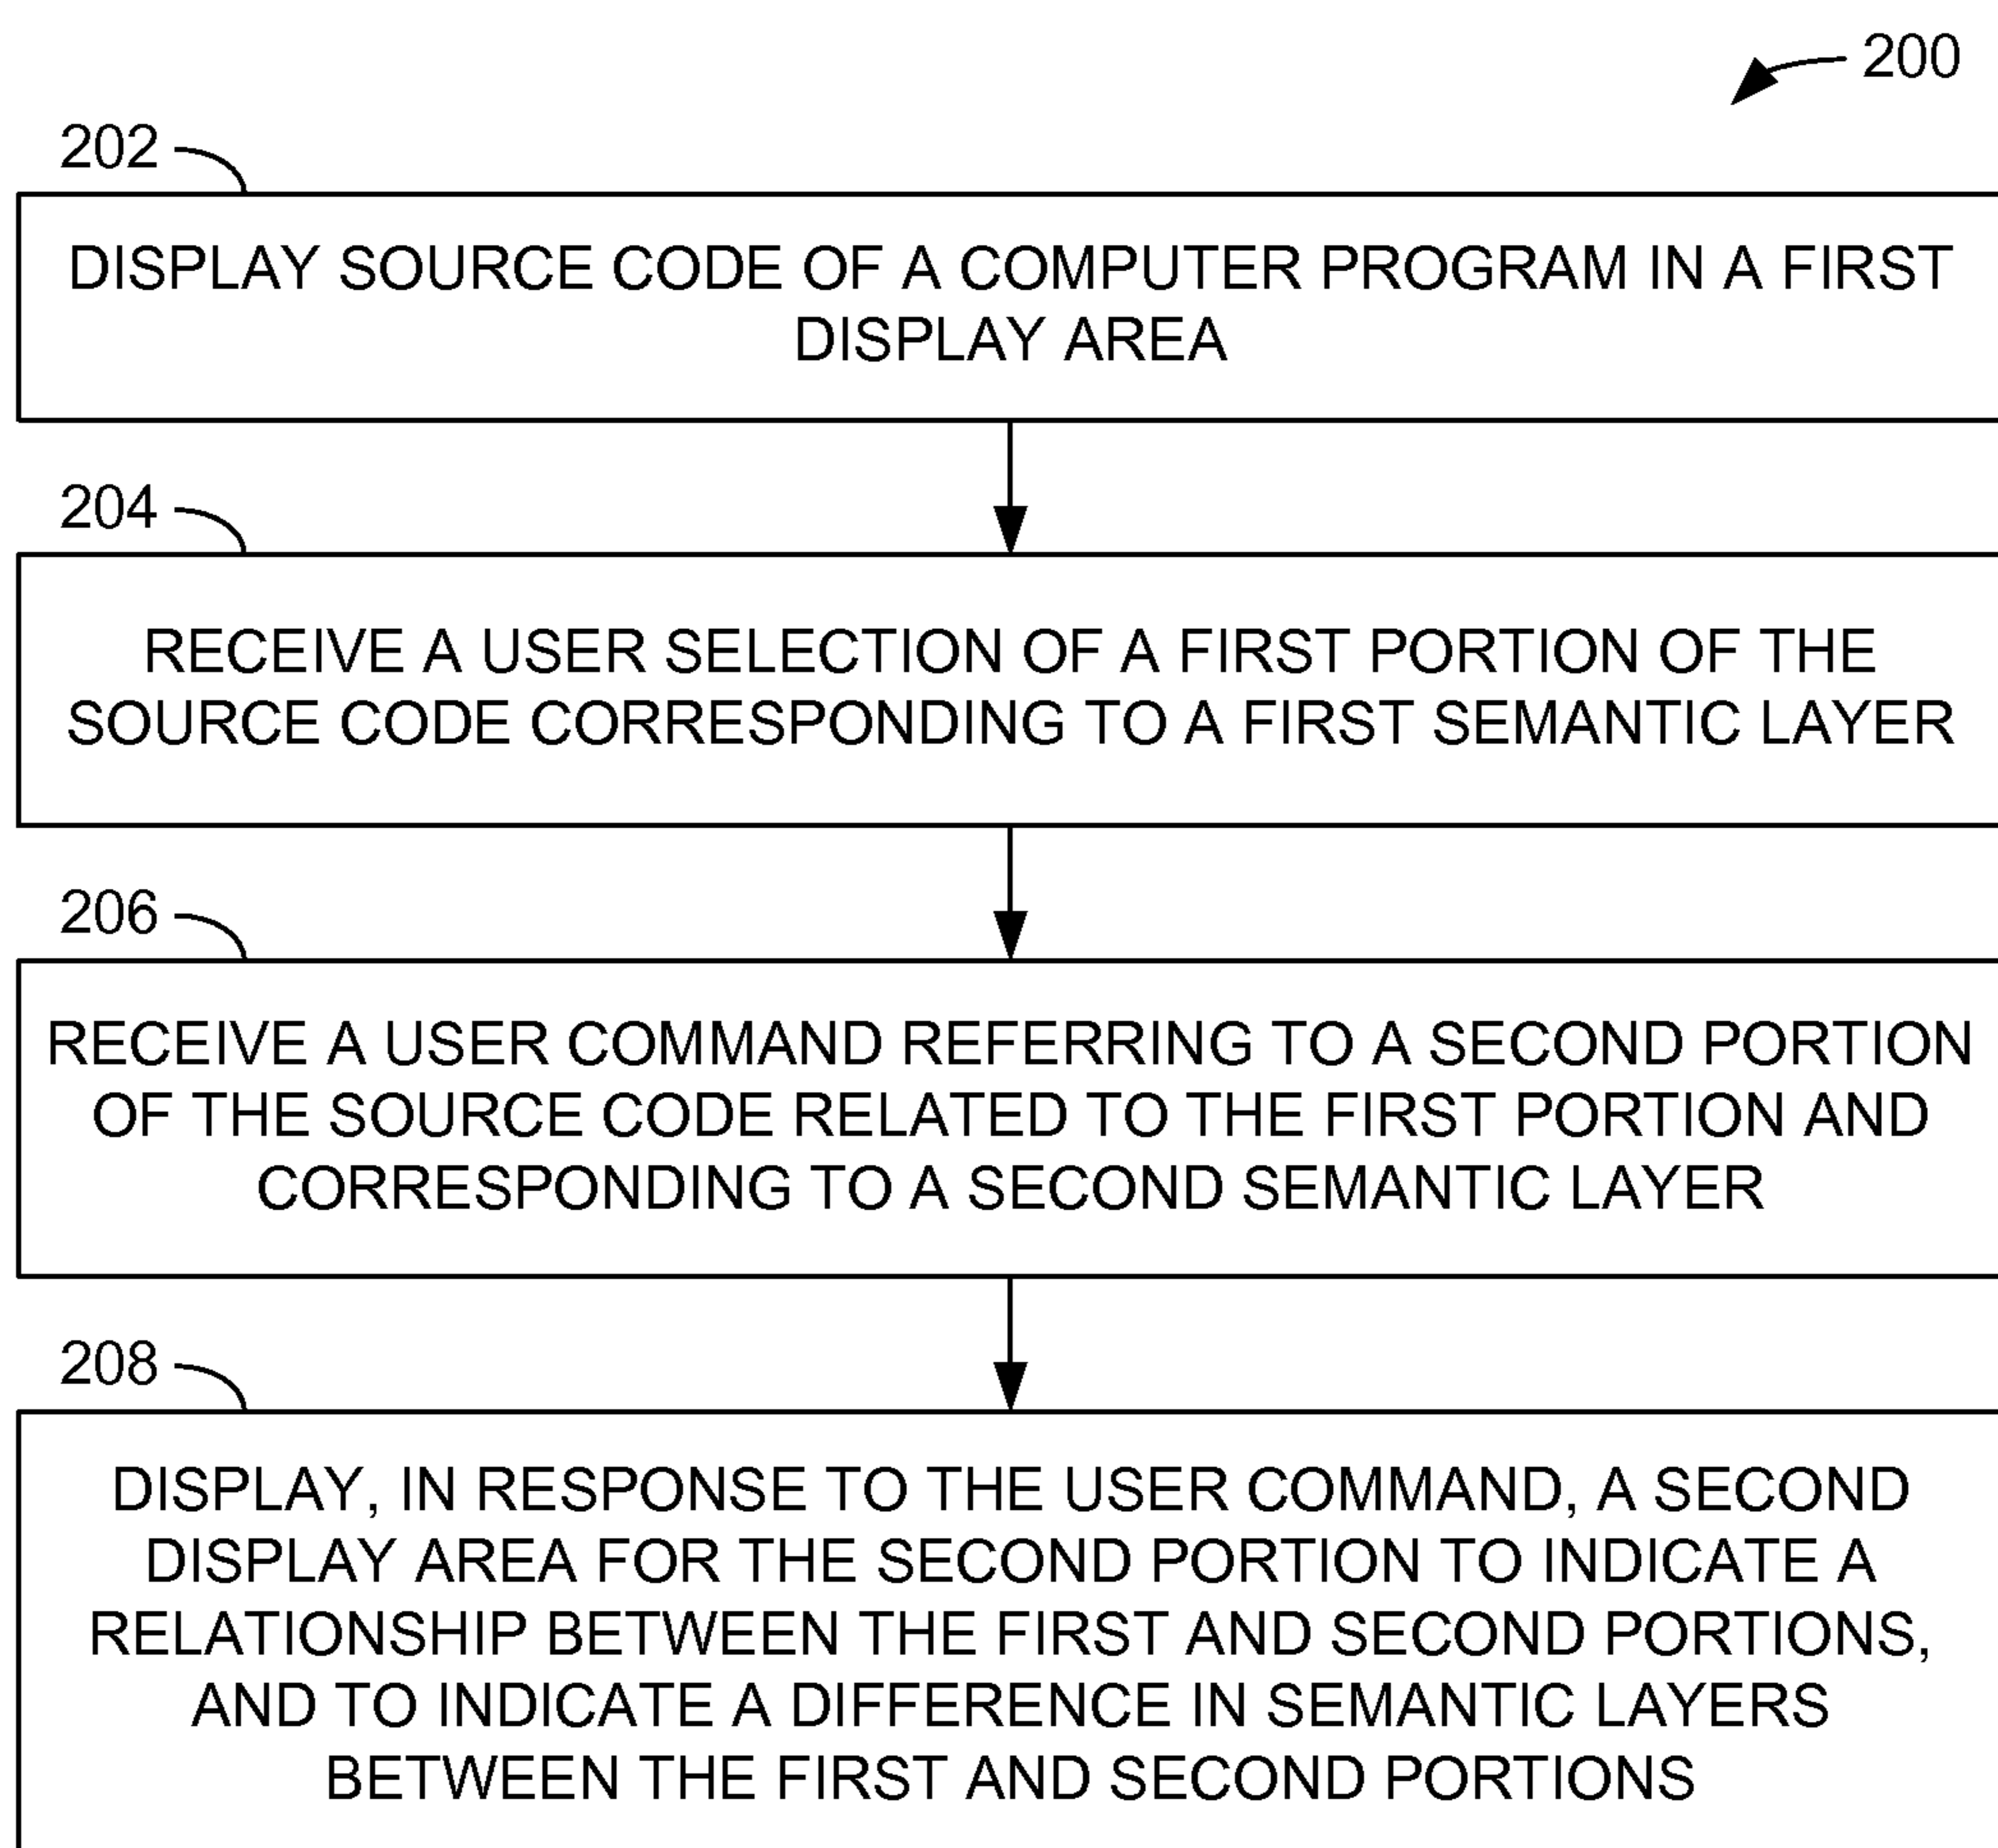 200
202
DISPLAY SOURCE CODE OF A COMPUTER PROGRAM IN A FIRST
DISPLAY AREA
204
RECEIVE A USER SELECTION OF A FIRST PORTION OF THE
SOURCE CODE CORRESPONDING TO A FIRST SEMANTIC LAYER
206
RECEIVE A USER COMMAND REFERRING TO A SECOND PORTION
OF THE SOURCE CODE RELATED TO THE FIRST PORTION AND
CORRESPONDING TO A SECOND SEMANTIC LAYER
208
DISPLAY, IN RESPONSE TO THE USER COMMAND, A SECOND
DISPLAY AREA FOR THE SECOND PORTION TO INDICATE A
RELATIONSHIP BETWEEN THE FIRST AND SECOND PORTIONS,
AND TO INDICATE A DIFFERENCE IN SEMANTIC LAYERS
BETWEEN THE FIRST AND SECOND PORTIONS